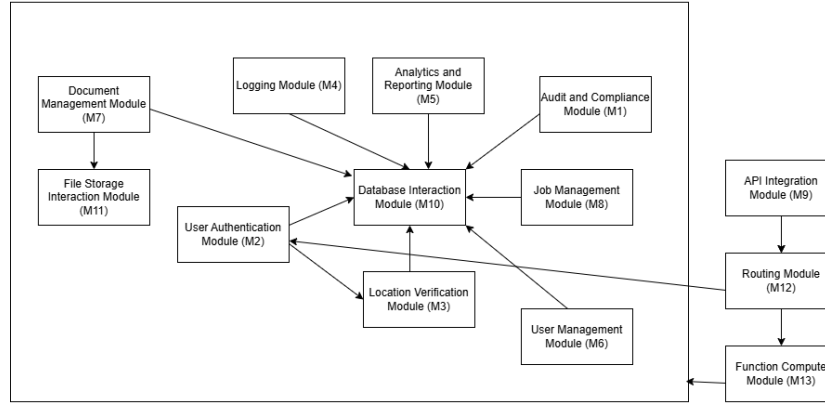 Logging Module (M4)
Analytics and
Reporting Module
(M5)
Document
Management Module
(M7)
Audit and Compliance
Module (M1)
File Storage
Interaction Module
(M11)
Database Interaction
Module (M10)
Job Management
Module (M8)
API Integration
Module (M9)
User Authentication
Module (M2)
Location Verification
Module (M3)
Routing Module
(M12)
User Management
Module (M6)
Function Compute
Module (M13)